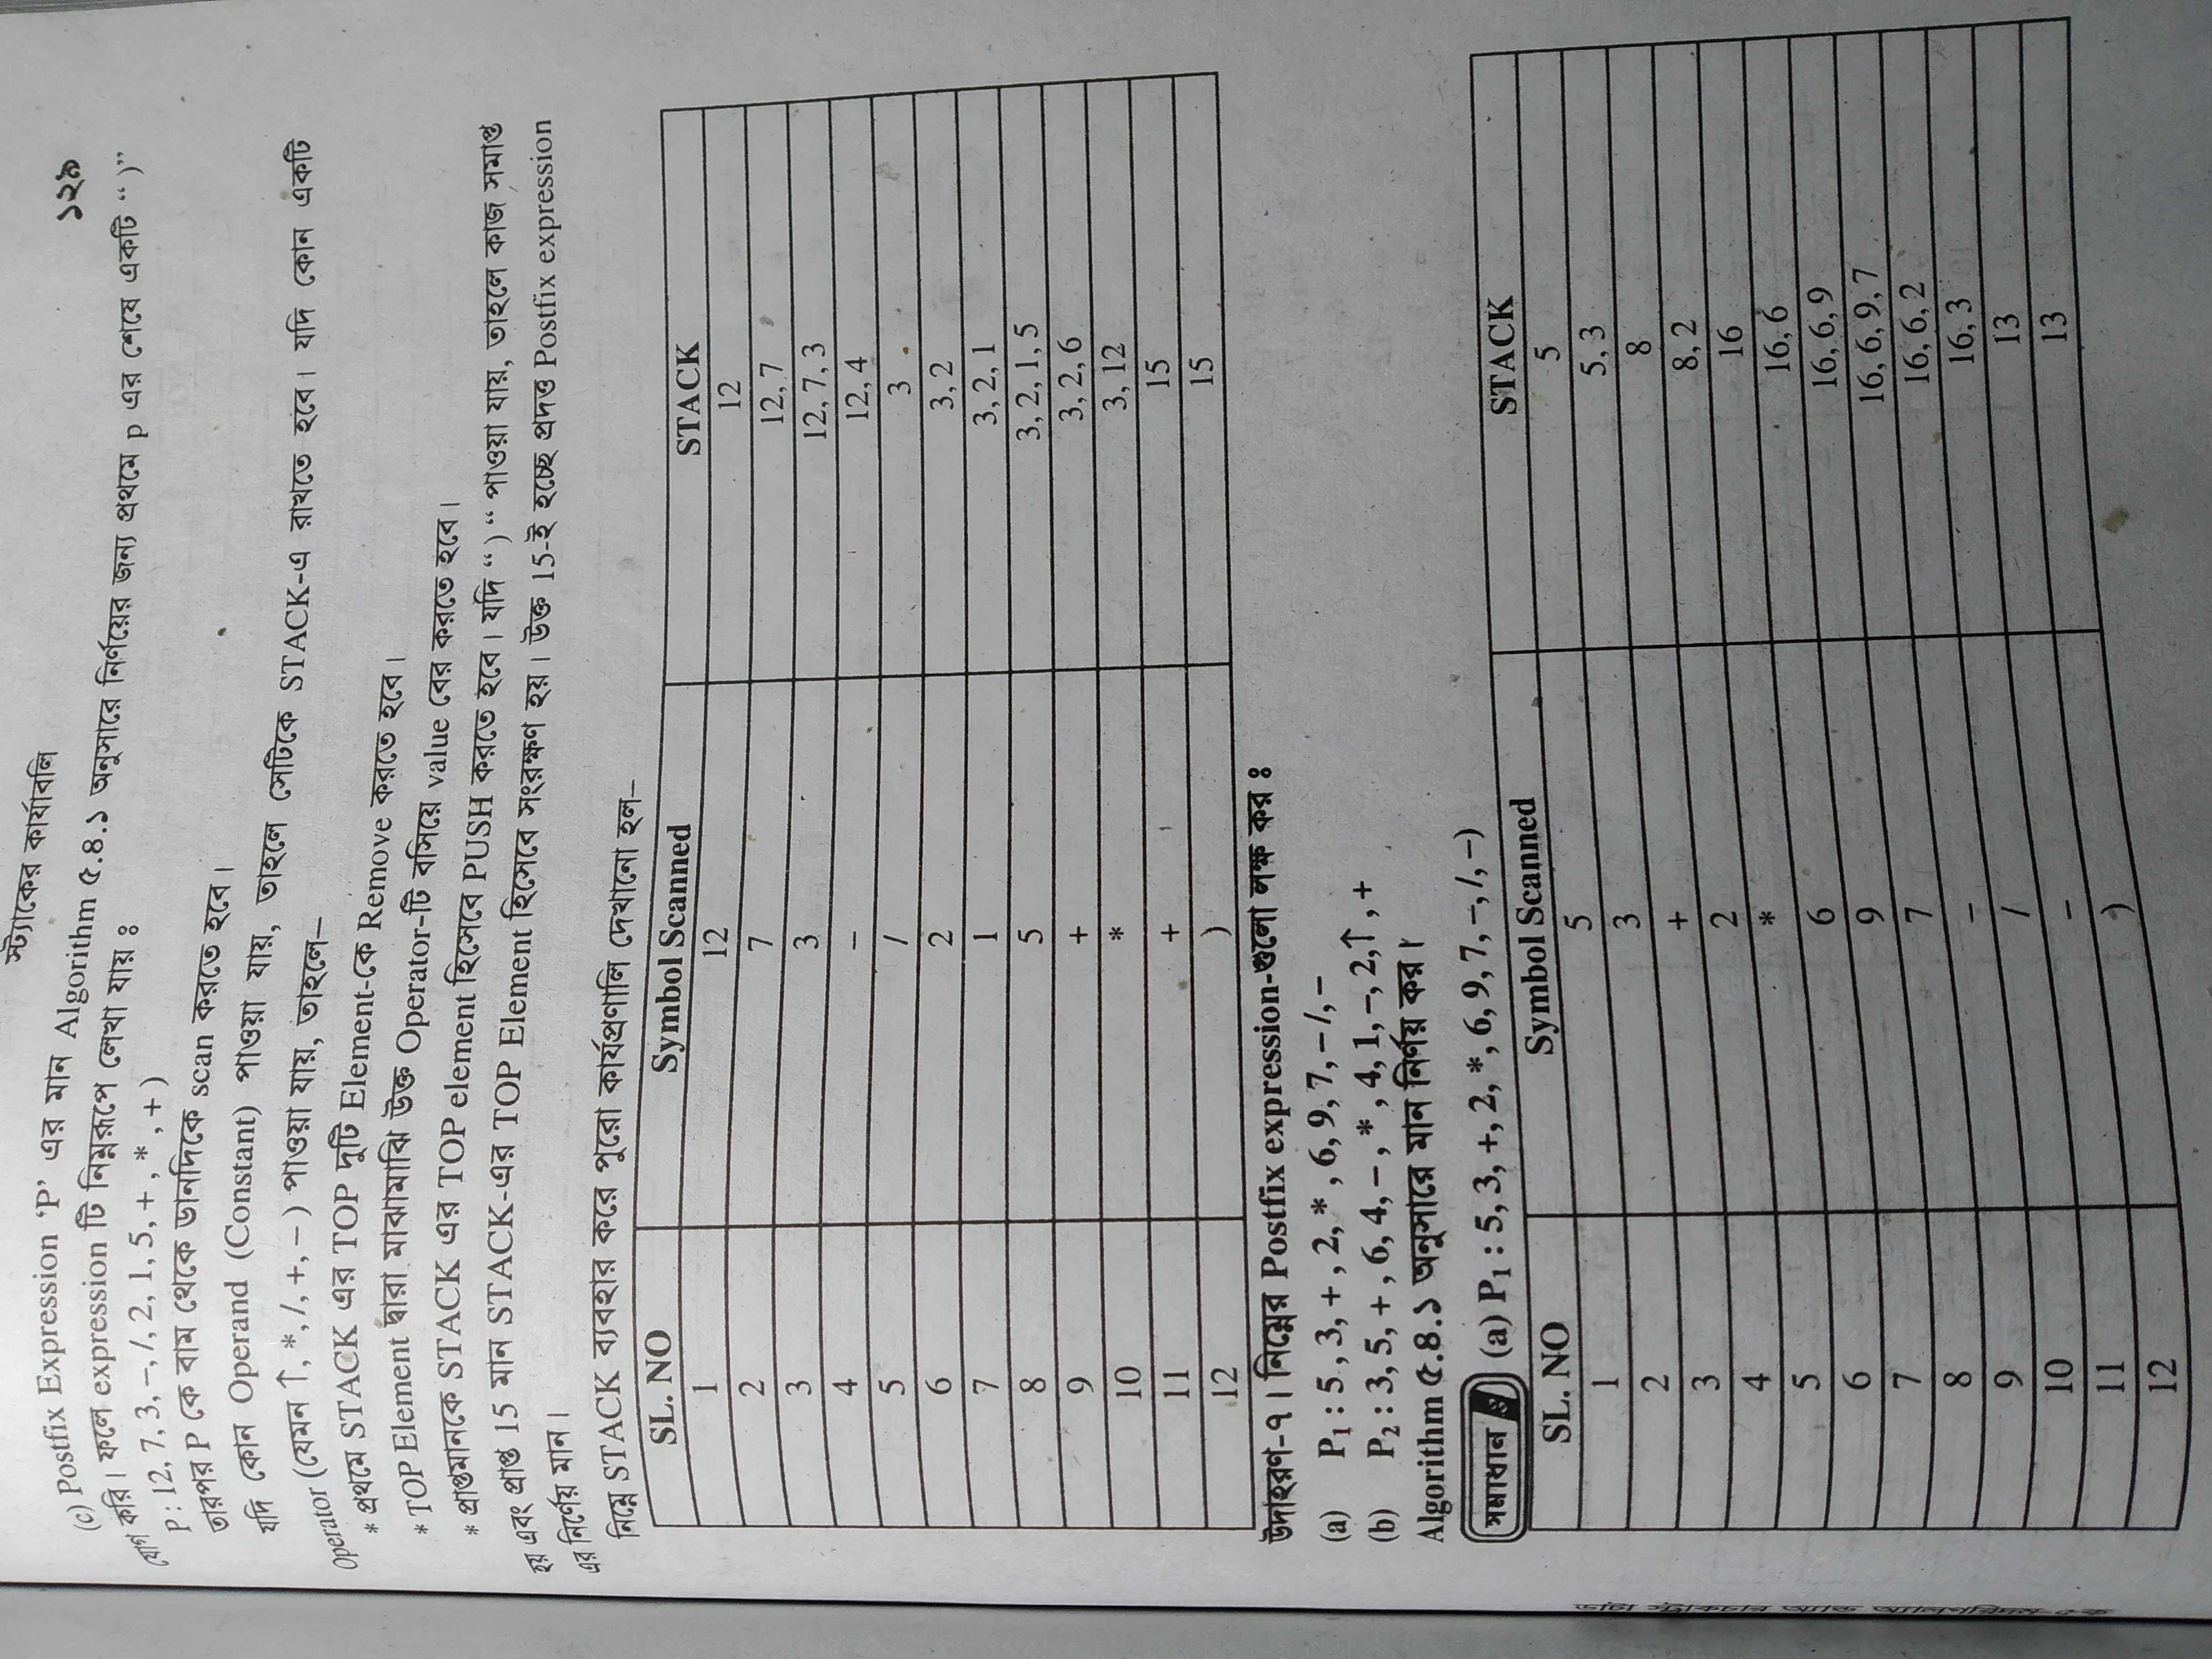 স্ট্যাকের কার্যাবলি ১২৯
(c) Postfix Expression ‘P’ এর মান Algorithm ৫.৪.১ অনুসারে নির্ণয়ের জন্য প্রথমে p এর শেষে একটি “ )”
যোগ করি। ফলে expression টি নিম্নরূপে লেখা যায় ঃ
P : 12, 7, 3, –, /, 2, 1, 5, + , * , + )
তারপর P কে বাম থেকে ডানদিকে scan করতে হবে।
যদি কোন Operand (Constant) পাওয়া যায়, তাহলে সেটিকে STACK-এ রাখতে হবে। যদি কোন একটি
Operator (যেমন ↑, *, /, +, – ) পাওয়া যায়, তাহলে–
* প্রথমে STACK এর TOP দুটি Element-কে Remove করতে হবে।
* TOP Element দ্বারা মাঝামাঝি উক্ত Operator-টি বসিয়ে value বের করতে হবে।
* প্রাপ্তমানকে STACK এর TOP element হিসেবে PUSH করতে হবে। যদি “ ) “ পাওয়া যায়, তাহলে কাজ সমাপ্ত
হয় এবং প্রাপ্ত 15 মান STACK-এর TOP Element হিসেবে সংরক্ষণ হয়। উক্ত 15-ই হচ্ছে প্রদত্ত Postfix expression
এর নির্ণেয় মান।
নিম্নে STACK ব্যবহার করে পুরো কার্যপ্রণালি দেখানো হল–
SL. NO Symbol Scanned STACK
1 12 12
2 7 12, 7
3 3 12, 7, 3
4 – 12, 4
5 / 3
6 2 3, 2
7 1 3, 2, 1
8 5 3, 2, 1, 5
9 + 3, 2, 6
10 * 3, 12
11 + 15
12 ) 15
উদাহরণ-৭। নিম্নের Postfix expression-গুলো লক্ষ কর ঃ
(a) P₁ : 5, 3, + , 2, * , 6, 9, 7, – /, –
(b) P₂ : 3, 5, + , 6, 4, – , * , 4, 1, –, 2,↑ , +
Algorithm ৫.৪.১ অনুসারে মান নির্ণয় কর।
সমাধান ঃ (a) P₁ : 5, 3, +, 2, * , 6, 9, 7, –, /, –)
SL. NO Symbol Scanned STACK
1 5 5
2 3 5, 3
3 + 8
4 2 8, 2
5 * 16
6 6 16, 6
7 9 16, 6, 9
8 7 16, 6, 9, 7
9 – 16, 6, 2
10 / 16, 3
11 – 13
12 ) 13